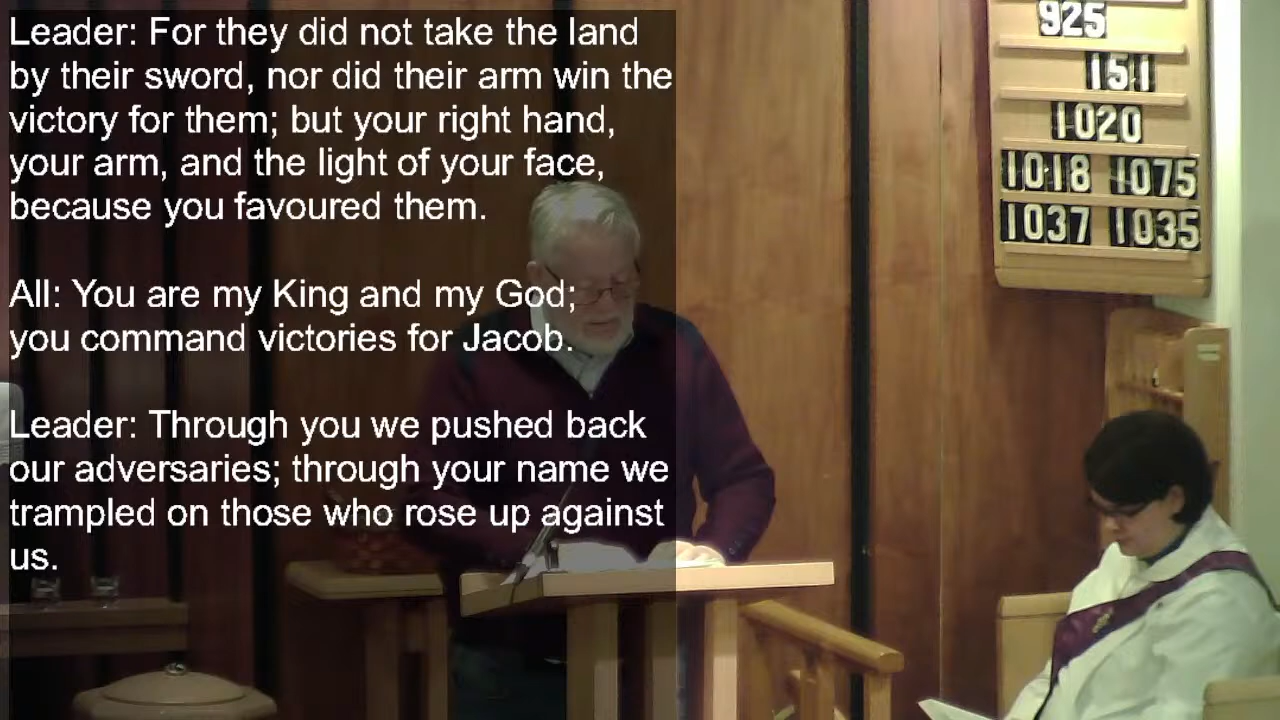 Leader: For they did not take the land
by their sword, nor did their arm win the
victory for them; but your right hand,
your arm, and the light of your face,
because you favoured them.
All: You are my King and my God;
you command victories for Jacob.
Leader: Through you we pushed back
our adversaries; through your name we
trampled on those who rose up against
us.
925
151
1020
1018 1075
1037 1035